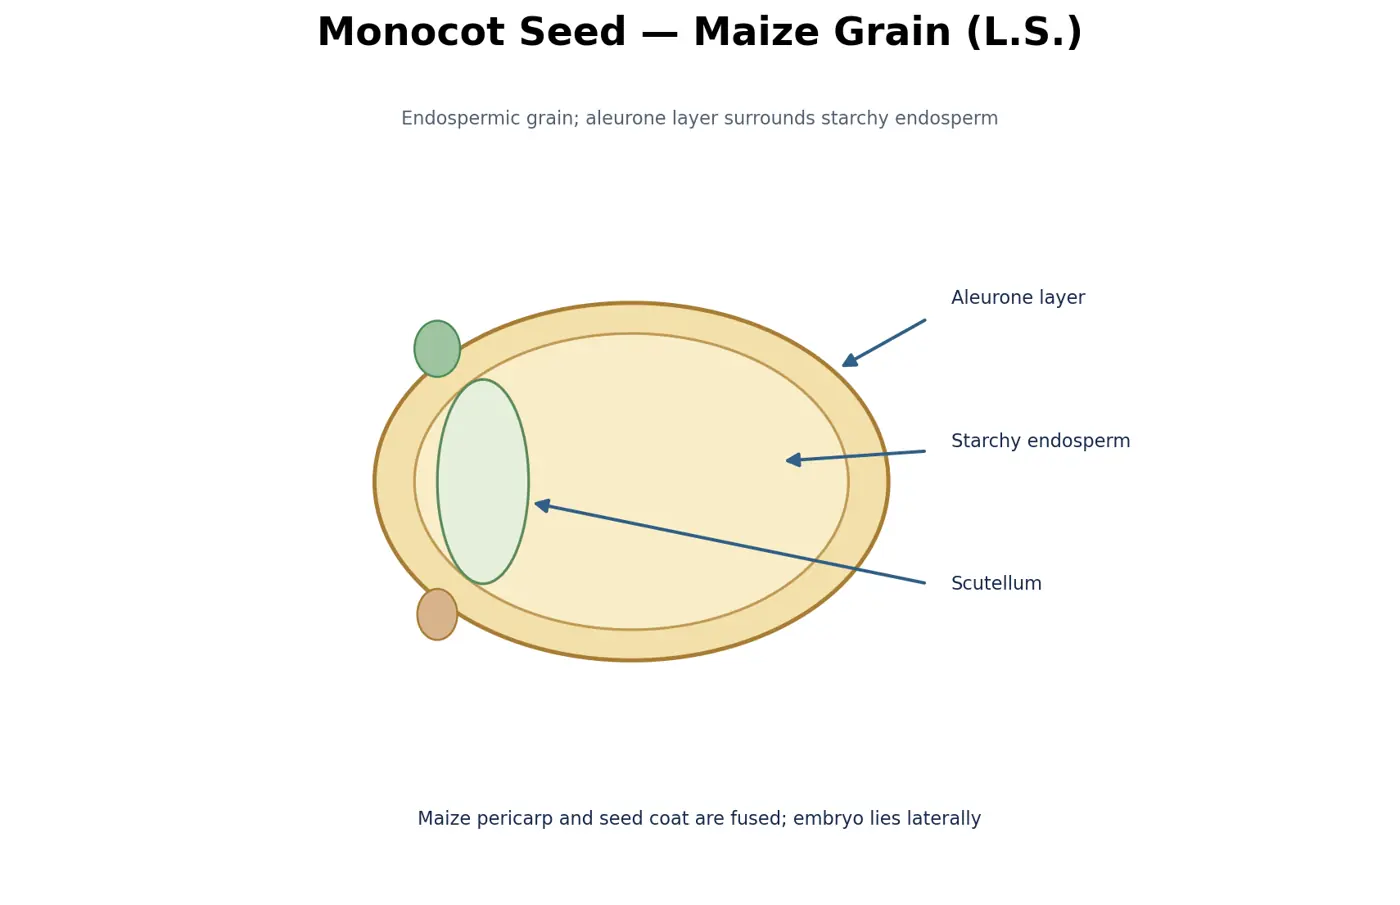 Monocot Seed — Maize Grain (L.S.)
Endospermic grain; aleurone layer surrounds starchy endosperm
Aleurone layer
Starchy endosperm
Scutellum
Maize pericarp and seed coat are fused; embryo lies laterally